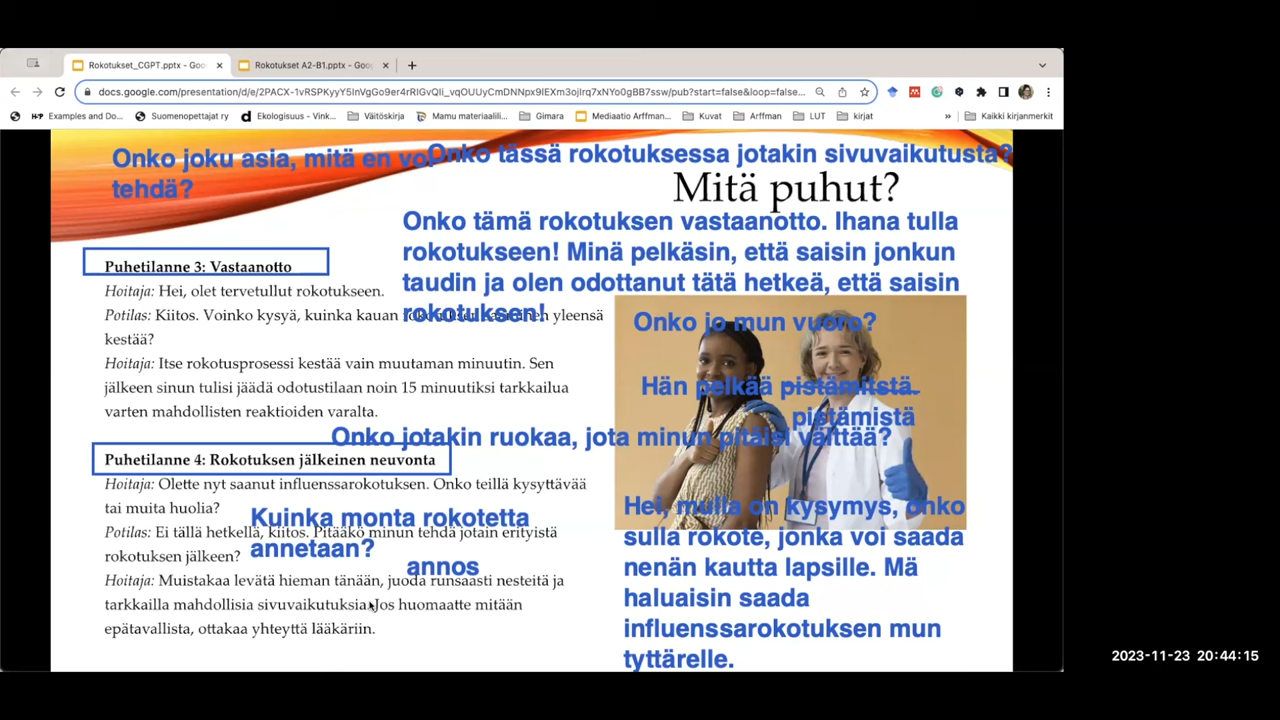 Rokotukset_CGPT.pptx - Goo
Rokotukset A2-B1.pptx - Goo
docs.google.com/presentation/d/e/2PACX-1vRSPKyyY5InVgGo9er4rRIGvQIi_vqOUUyCmDNNpx9lEXm3ojIrq7xNYo0gBB7ssw/pub?start=false&loop=false...
Examples and Do...
Suomenopettajat ry
Ekologisuus - Vink...
Väitöskirja
Mamu materiaalili...
Gimara
Mediaatio Arffman...
Kuvat
Arffman
LUT
kirjat
»
Kaikki kirjanmerkit
Onko joku asia, mitä en voi
tehdä?
Onko tässä rokotuksessa jotakin sivuvaikutusta?
Mitä puhut?
Onko tämä rokotuksen vastaanotto. Ihana tulla
rokotukseen! Minä pelkäsin, että saisin jonkun
taudin ja olen odottanut tätä hetkeä, että saisin
rokotuksen!
Puhetilanne 3: Vastaanotto
Hoitaja: Hei, olet tervetullut rokotukseen.
Potilas: Kiitos. Voinko kysyä, kuinka kauan yleensä
kestää?
Hoitaja: Itse rokotusprosessi kestää vain muutaman minuutin. Sen
jälkeen sinun tulisi jäädä odotustilaan noin 15 minuutiksi tarkkailua
varten mahdollisten reaktioiden varalta.
Onko jo mun vuoro?
Hän pelkää pistämitstä
pistämistä
Onko jotakin ruokaa, jota minun pitäisi välttää?
Puhetilanne 4: Rokotuksen jälkeinen neuvonta
Hoitaja: Olette nyt saanut influenssarokotuksen. Onko teillä kysyttävää
tai muita huolia?
Potilas: Ei tällä hetkellä, kiitos. Pitääkö minun tehdä jotain erityistä
rokotuksen jälkeen?
Hoitaja: Muistakaa levätä hieman tänään, juoda runsaasti nesteitä ja
tarkkailla mahdollisia sivuvaikutuksia. Jos huomaatte mitään
epätavallista, ottakaa yhteyttä lääkäriin.
Kuinka monta rokotetta
annetaan?
annos
Hei, mulla on kysymys, onko
sulla rokote, jonka voi saada
nenän kautta lapsille. Mä
haluaisin saada
influenssarokotuksen mun
tyttärelle.
2023-11-23 20:44:15